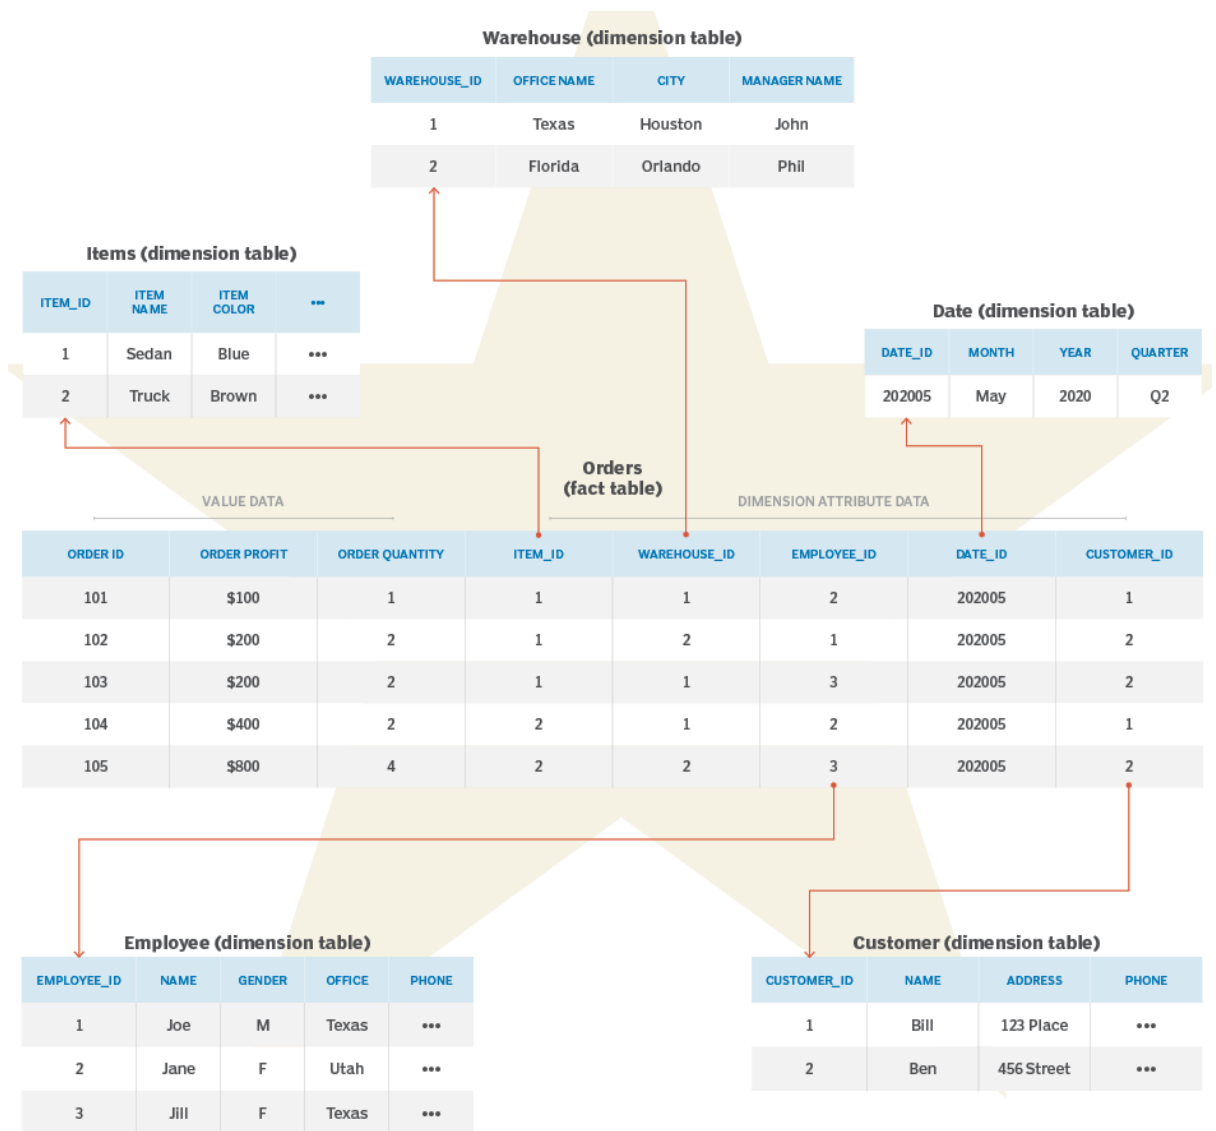 Warehouse (dimension table)
WAREHOUSE_ID OFFICE NAME CITY MANAGER NAME
1 Texas Houston John
2 Florida Orlando Phil
Items (dimension table)
ITEM_ID ITEM NAME ITEM COLOR •••
1 Sedan Blue •••
2 Truck Brown •••
Date (dimension table)
DATE_ID MONTH YEAR QUARTER
202005 May 2020 Q2
Orders
(fact table)
VALUE DATA DIMENSION ATTRIBUTE DATA
ORDER ID ORDER PROFIT ORDER QUANTITY ITEM_ID WAREHOUSE_ID EMPLOYEE_ID DATE_ID CUSTOMER_ID
101 $100 1 1 1 2 202005 1
102 $200 2 1 2 1 202005 2
103 $200 2 1 1 3 202005 2
104 $400 2 2 1 2 202005 1
105 $800 4 2 2 3 202005 2
Employee (dimension table)
EMPLOYEE_ID NAME GENDER OFFICE PHONE
1 Joe M Texas •••
2 Jane F Utah •••
3 Jill F Texas •••
Customer (dimension table)
CUSTOMER_ID NAME ADDRESS PHONE
1 Bill 123 Place •••
2 Ben 456 Street •••